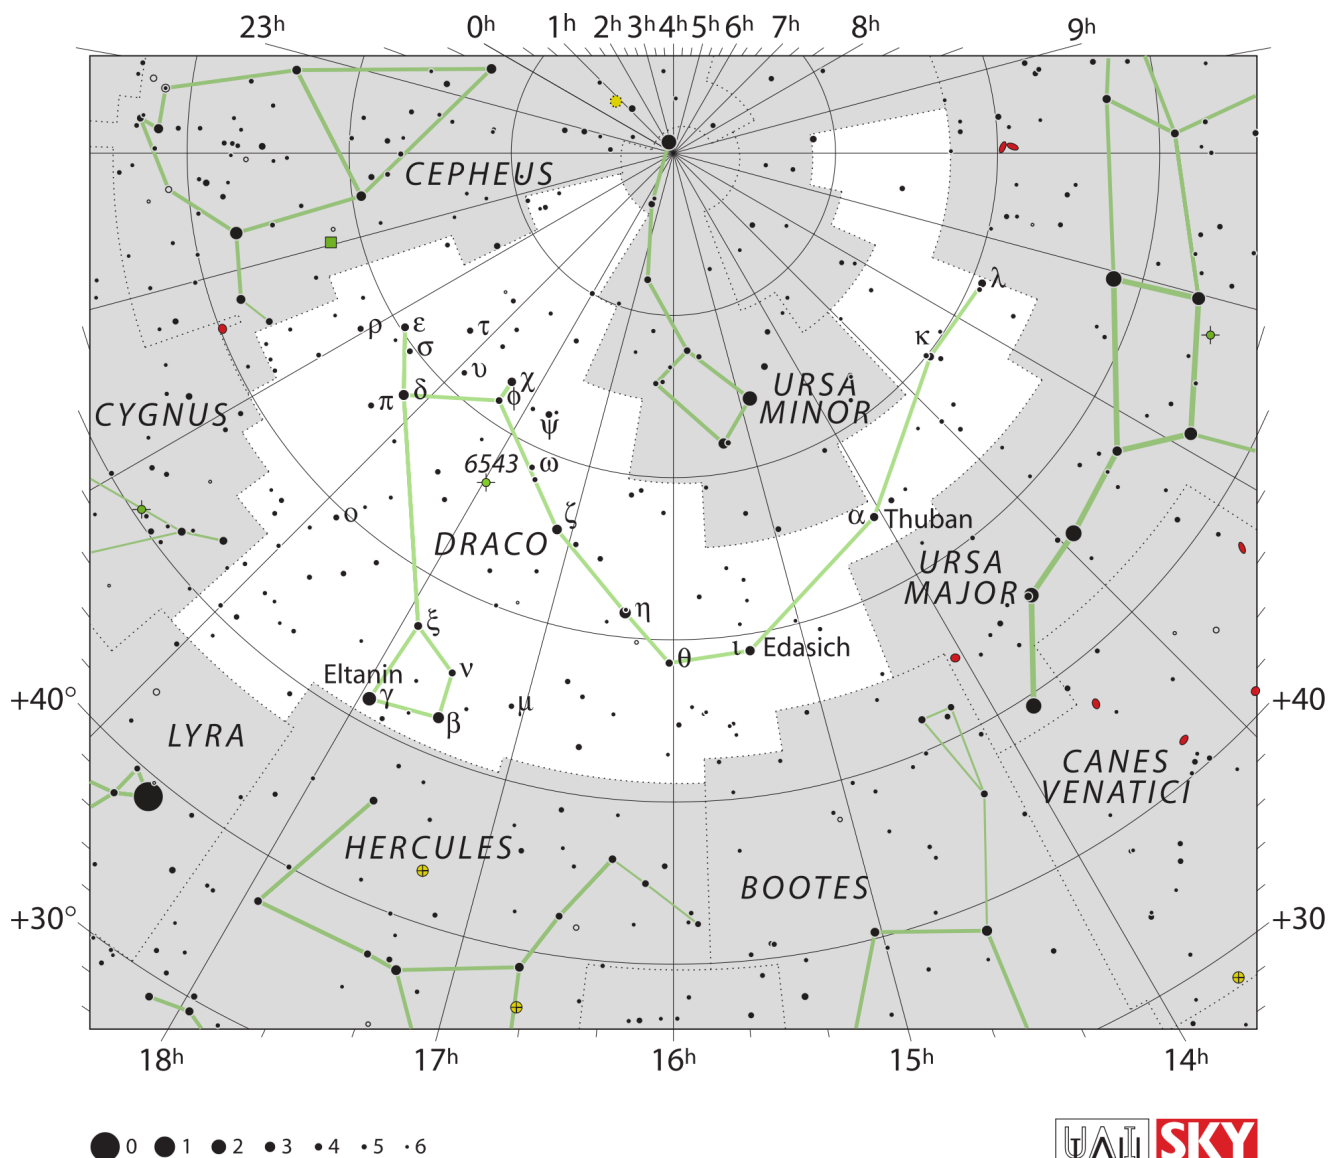 23h 0h 1h 2h 3h 4h 5h 6h 7h 8h 9h
CEPHEUS
λ
ρ ε τ
σ
κ
υ
χ
π δ ϕ
URSA
MINOR
CYGNUS
ψ
6543 ω
ο
ζ
α Thuban
DRACO
URSA
MAJOR
η
ξ
ι Edasich
θ
Eltanin
ν
γ
μ
β
+40° +40
LYRA
CANES
VENATICI
HERCULES
BOOTES
+30° +30
18h 17h 16h 15h 14h
0 1 2 3 4 5 6
IAU SKY